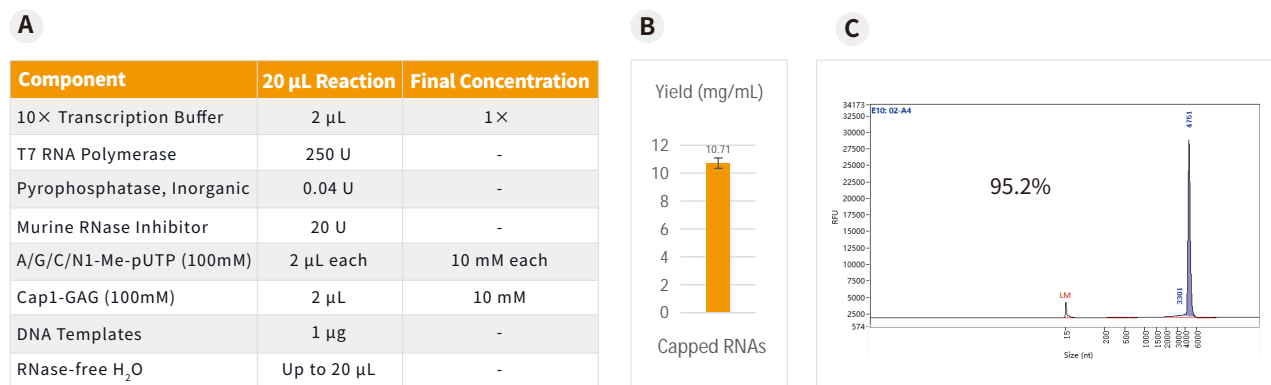 A
Component 20 µL Reaction Final Concentration
10× Transcription Buffer 2 µL 1×
T7 RNA Polymerase 250 U -
Pyrophosphatase, Inorganic 0.04 U -
Murine RNase Inhibitor 20 U -
A/G/C/N1-Me-pUTP (100mM) 2 µL each 10 mM each
Cap1-GAG (100mM) 2 µL 10 mM
DNA Templates 1 µg -
RNase-free H₂O Up to 20 µL -
B
Yield (mg/mL)
12
10.71
10
8
6
4
2
0
Capped RNAs
C
E10: 02-A4
34173
32500
30000
27500
25000
22500
20000
17500
15000
12500
10000
7500
5000
2500
574
RFU
95.2%
LM
3301
4751
15
200
500
1000
1500
2000
3000
4000
6000
Size (nt)